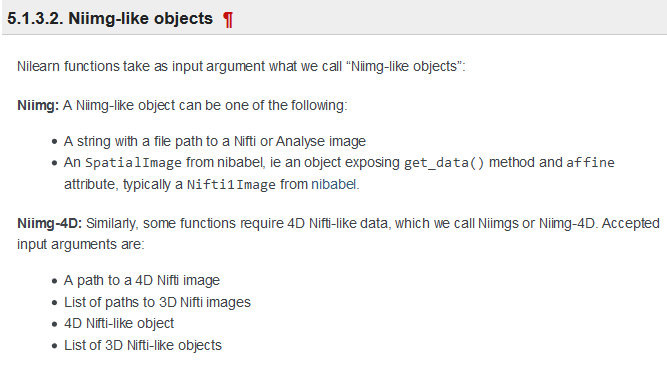 5.1.3.2. Niimg-like objects ¶
Nilearn functions take as input argument what we call “Niimg-like objects”:
Niimg: A Niimg-like object can be one of the following:
• A string with a file path to a Nifti or Analyse image
• An SpatialImage from nibabel, ie an object exposing get_data() method and affine
attribute, typically a Nifti1Image from nibabel.
Niimg-4D: Similarly, some functions require 4D Nifti-like data, which we call Niimgs or Niimg-4D. Accepted
input arguments are:
• A path to a 4D Nifti image
• List of paths to 3D Nifti images
• 4D Nifti-like object
• List of 3D Nifti-like objects